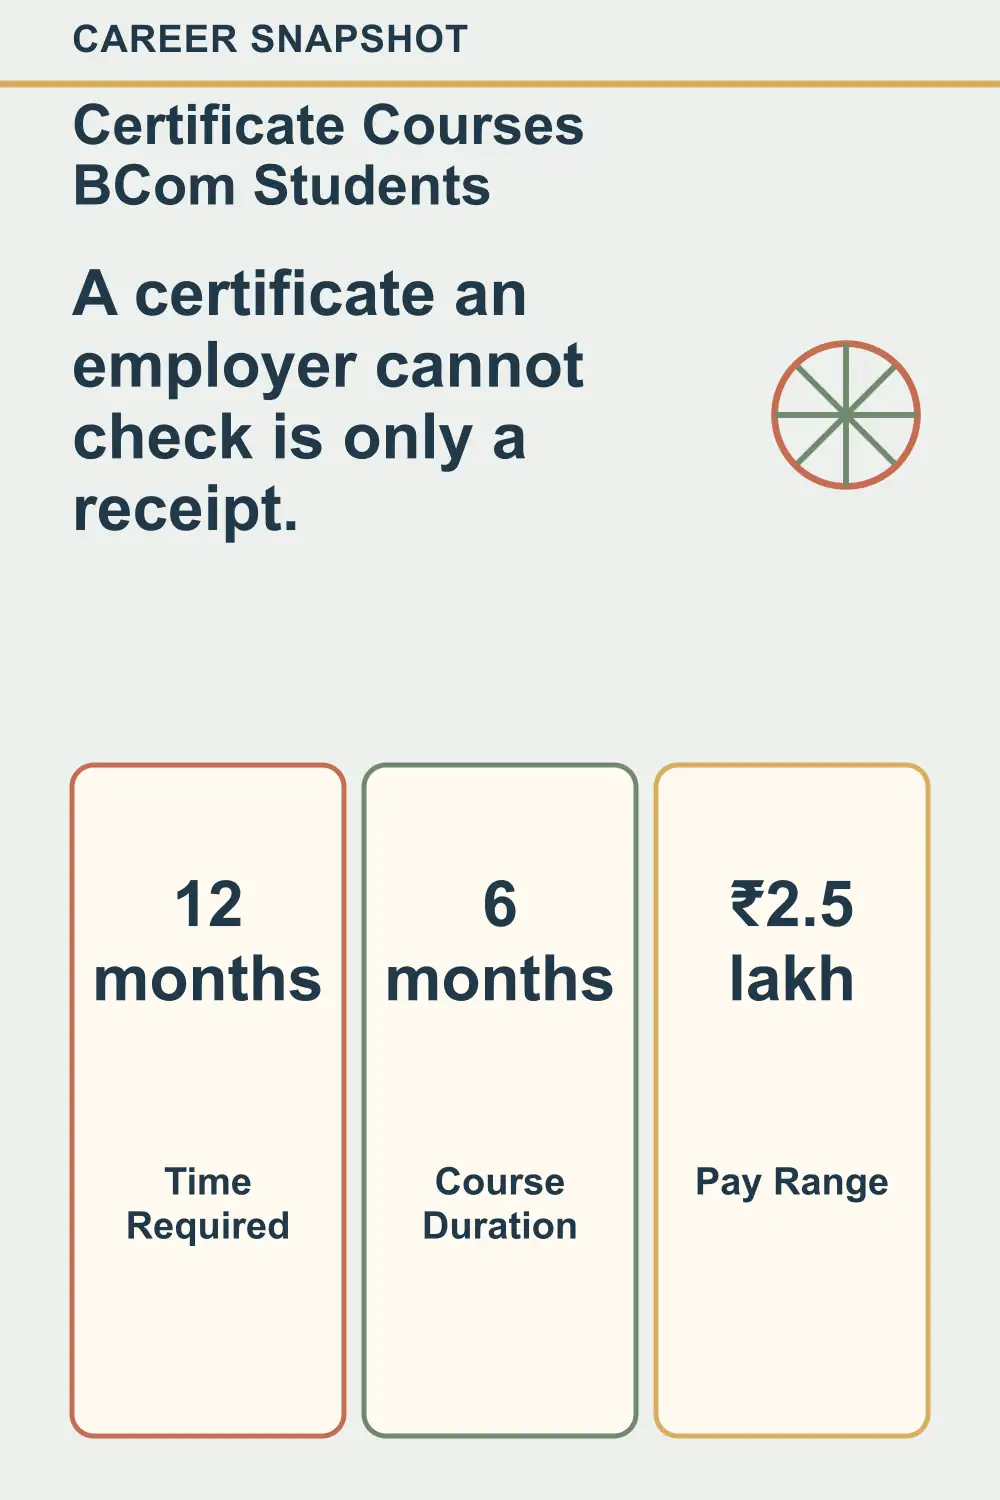 CAREER SNAPSHOT
Certificate Courses
BCom Students
A certificate an
employer cannot
check is only a
receipt.
12
months
Time
Required
6
months
Course
Duration
₹2.5
lakh
Pay Range